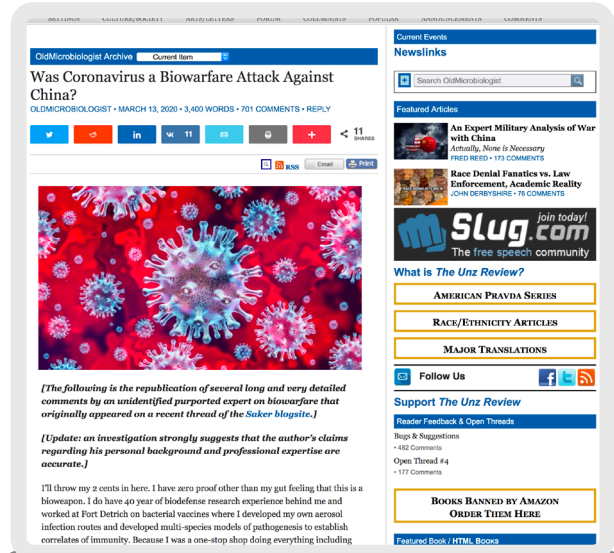 SETTINGS CULTURE/SOCIETY ARTS/LETTERS FORUM COLUMNISTS POPULAR ANNOUNCEMENTS COMMENTS
OldMicrobiologist Archive Current Item
Was Coronavirus a Biowarfare Attack Against
China?
OLDMICROBIOLOGIST • MARCH 13, 2020 • 3,400 WORDS • 701 COMMENTS • REPLY
11
11
SHARES
RSS Email Print
[The following is the republication of several long and very detailed
comments by an unidentified purported expert on biowarfare that
originally appeared on a recent thread of the Saker blogsite.]
[Update: an investigation strongly suggests that the author's claims
regarding his personal background and professional expertise are
accurate.]
I'll throw my 2 cents in here. I have zero proof other than my gut feeling that this is a
bioweapon. I do have 40 year of biodefense research experience behind me and
worked at Fort Detrich on bacterial vaccines where I developed my own aerosol
infection routes and developed multi-species models of pathogenesis to establish
correlates of immunity. Because I was a one-stop shop doing everything including
Current Events
Newslinks
Search OldMicrobiologist
Featured Articles
An Expert Military Analysis of War
with China
Actually, None is Necessary
FRED REED • 173 COMMENTS
Race Denial Fanatics vs. Law
Enforcement, Academic Reality
JOHN DERBYSHIRE • 76 COMMENTS
join today!
Slug.com
The free speech community
What is The Unz Review?
AMERICAN PRAVDA SERIES
RACE/ETHNICITY ARTICLES
MAJOR TRANSLATIONS
Follow Us
Support The Unz Review
Reader Feedback & Open Threads
Bugs & Suggestions
• 482 Comments
Open Thread #4
• 177 Comments
BOOKS BANNED BY AMAZON
ORDER THEM HERE
Featured Book / HTML Books